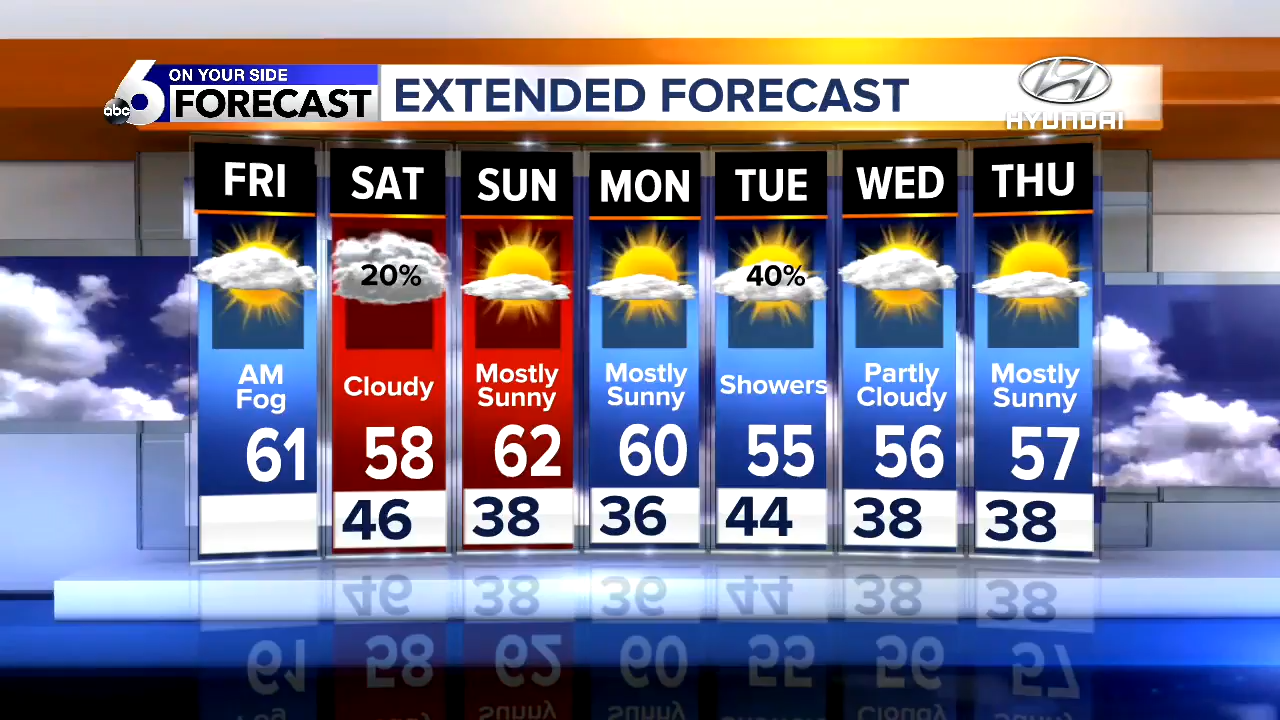 abc 6
ON YOUR SIDE
FORECAST
EXTENDED FORECAST
HYUNDAI
FRI SAT SUN MON TUE WED THU
20% 40%
AM
Fog
Cloudy
Mostly
Sunny
Mostly
Sunny
Showers
Partly
Cloudy
Mostly
Sunny
61 58 62 60 55 56 57
46 38 36 44 38 38